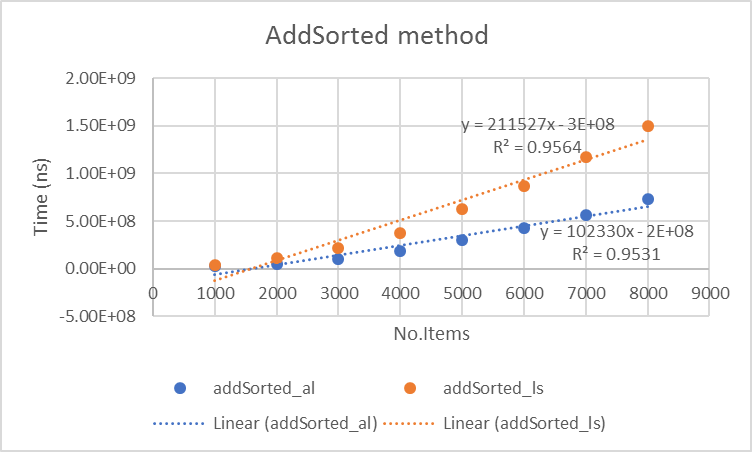 AddSorted method
2.00E+09
1.50E+09
1.00E+09
5.00E+08
0.00E+00
-5.00E+08
Time (ns)
y = 211527x - 3E+08
R² = 0.9564
y = 102330x - 2E+08
R² = 0.9531
0 1000 2000 3000 4000 5000 6000 7000 8000 9000
No.Items
addSorted_al addSorted_ls
Linear (addSorted_al) Linear (addSorted_ls)